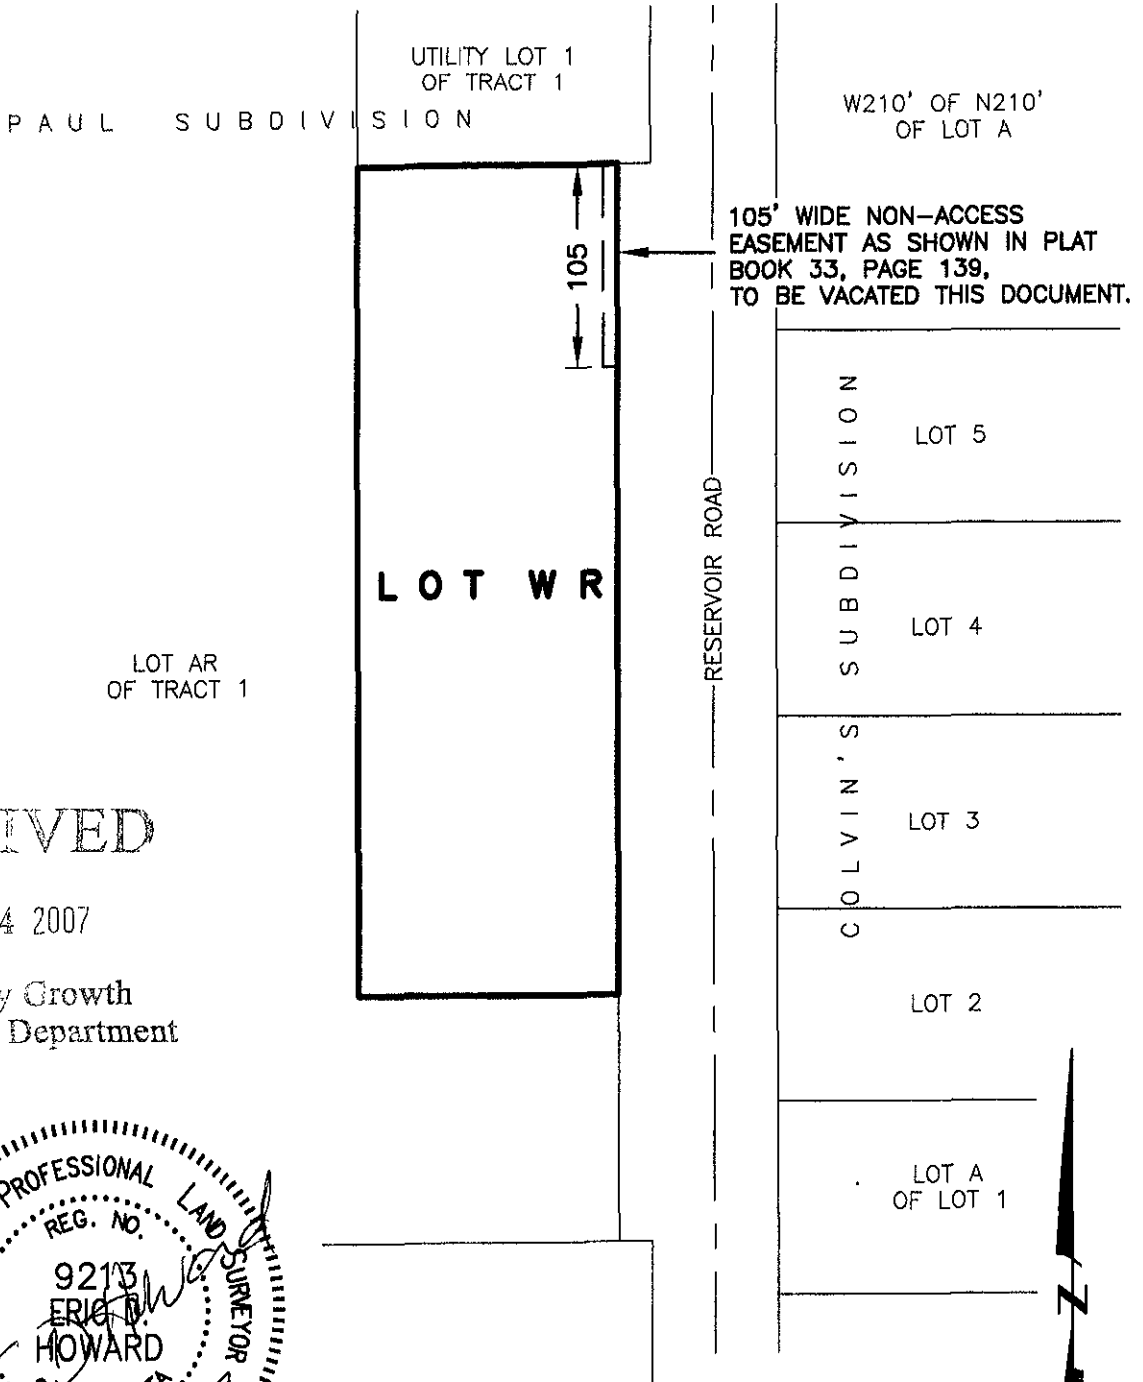 UTILITY LOT 1
OF TRACT 1
PAUL SUBDIVISION
W210' OF N210'
OF LOT A
105' WIDE NON-ACCESS
EASEMENT AS SHOWN IN PLAT
BOOK 33, PAGE 139,
TO BE VACATED THIS DOCUMENT.
105
LOT 5
COLVIN'S SUBDIVISION
RESERVOIR ROAD
LOT WR
LOT 4
LOT AR
OF TRACT 1
LOT 3
IVED
4 2007
y Growth
Department
LOT 2
LOT A
OF LOT 1
PROFESSIONAL LAND SURVEYOR
REG. NO.
9213
ERIC D.
HOWARD
N